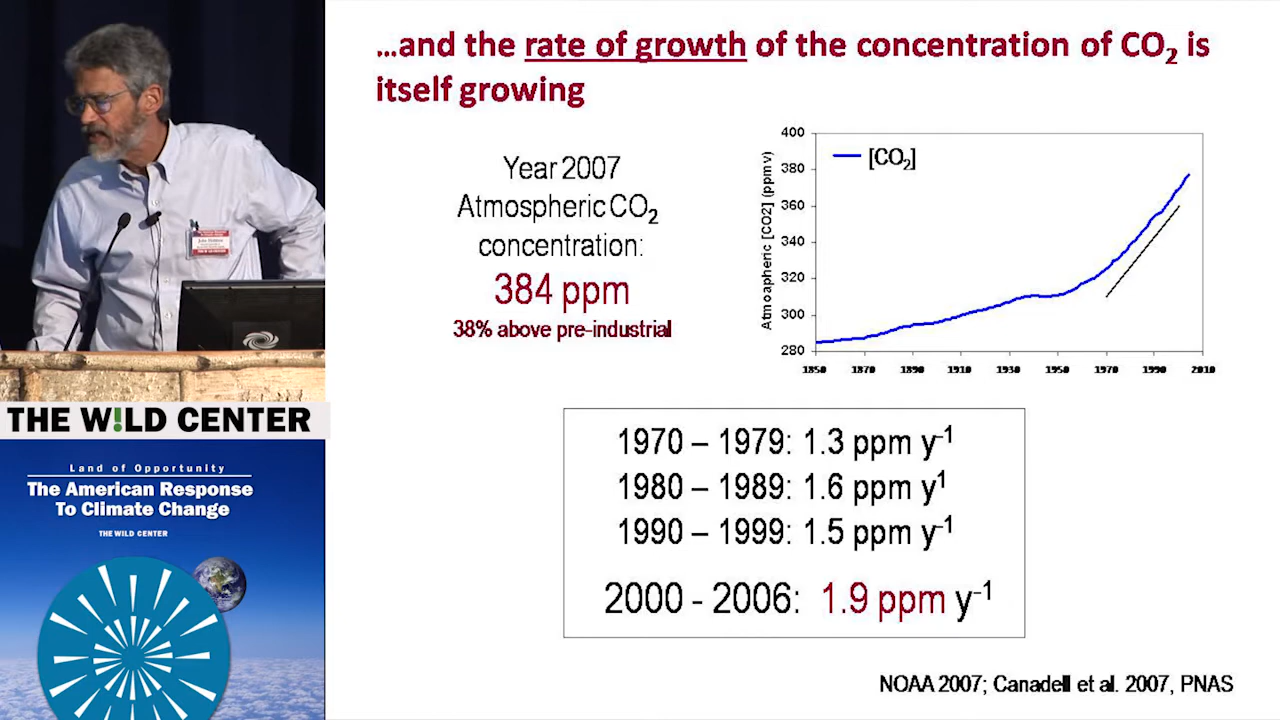 ...and the rate of growth of the concentration of CO₂ is
itself growing
Year 2007
Atmospheric CO₂
concentration:
384 ppm
38% above pre-industrial
Atmoapheric [CO2] (ppmv)
[CO₂]
400
380
360
340
320
300
280
1850
1870
1890
1910
1930
1950
1970
1990
2010
1970 – 1979: 1.3 ppm y⁻¹
1980 – 1989: 1.6 ppm y¹
1990 – 1999: 1.5 ppm y⁻¹
2000 - 2006: 1.9 ppm y⁻¹
NOAA 2007; Canadell et al. 2007, PNAS
THE W!LD CENTER
Land of Opportunity
The American Response
To Climate Change
THE WILD CENTER